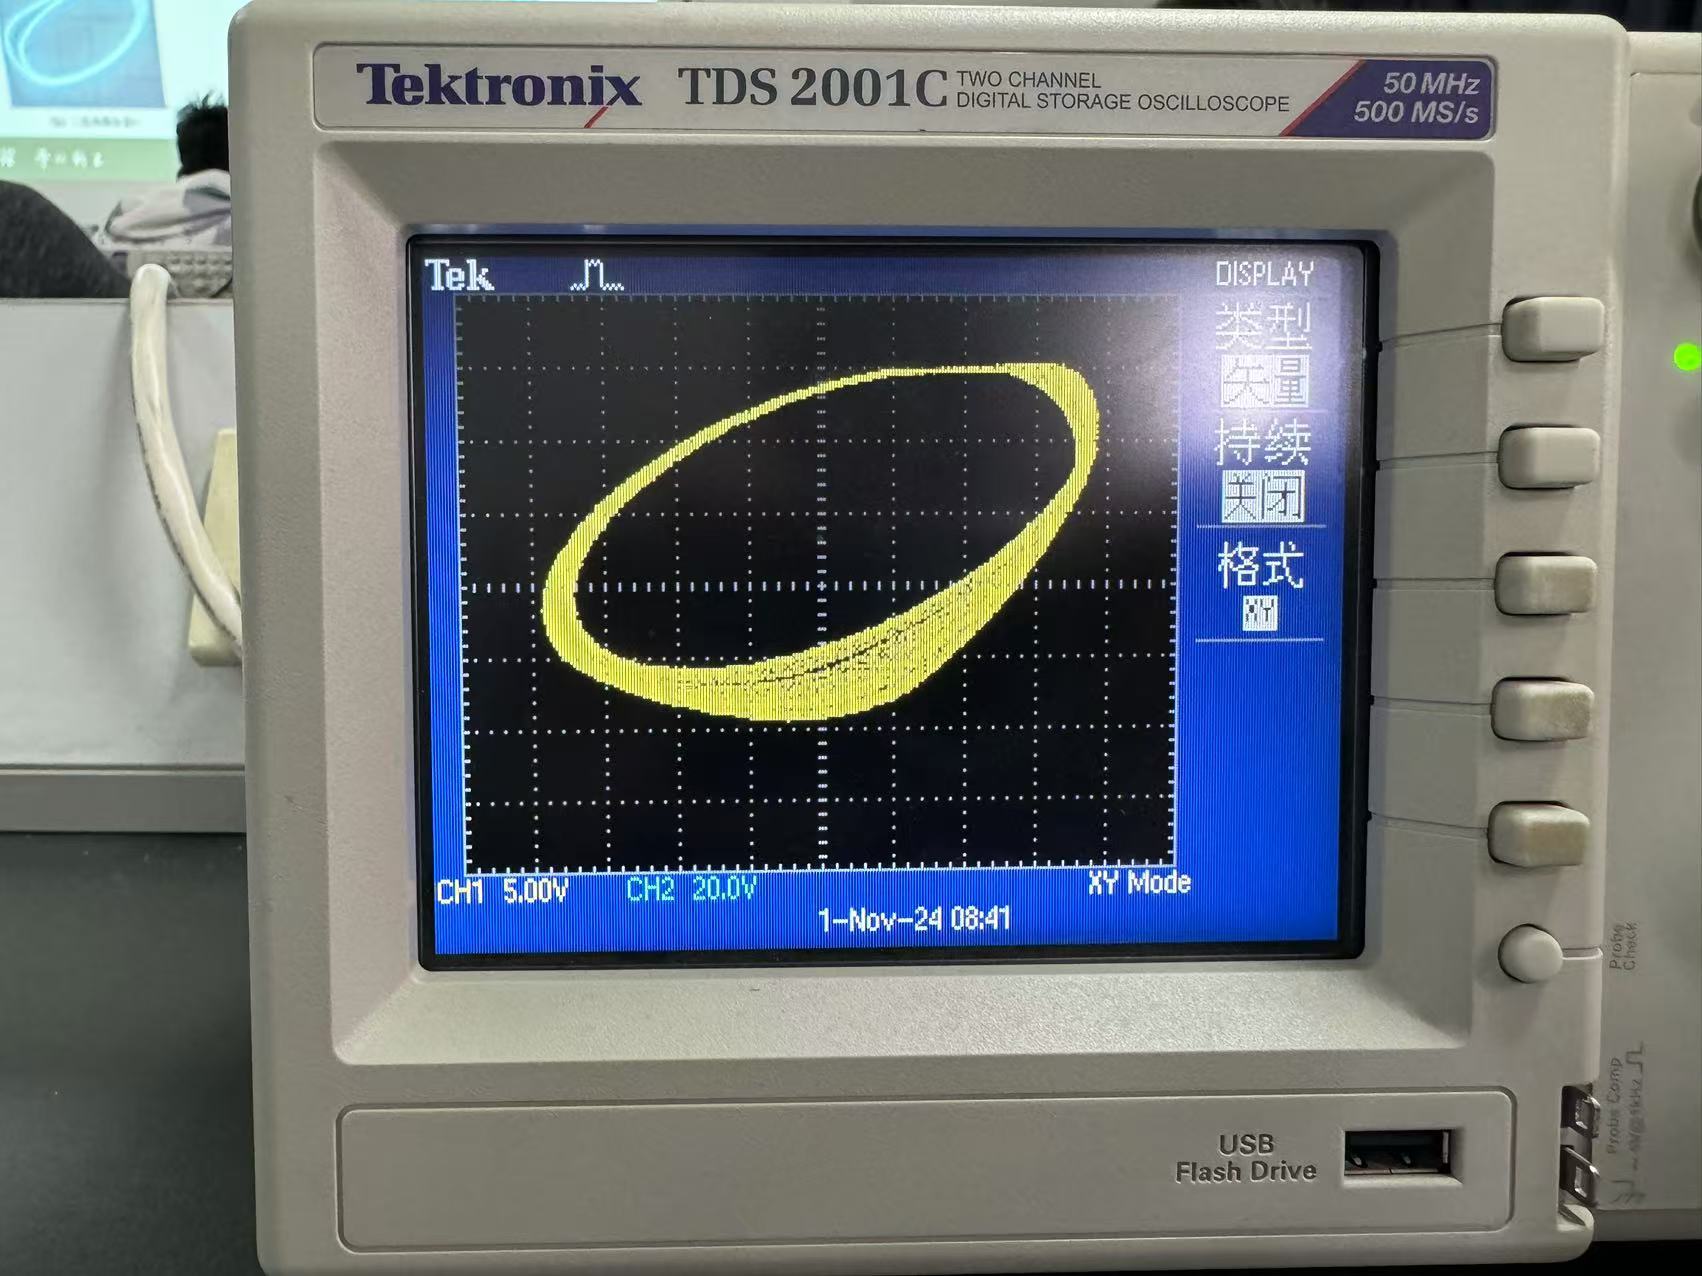 Tektronix TDS 2001C TWO CHANNEL DIGITAL STORAGE OSCILLOSCOPE
50 MHz
500 MS/s
Tek
DISPLAY
类型
矢量
持续
关闭
格式
XY
CH1 5.00V CH2 20.0V XY Mode
1-Nov-24 08:41
Probe Check
Probe Comp
USB
Flash Drive